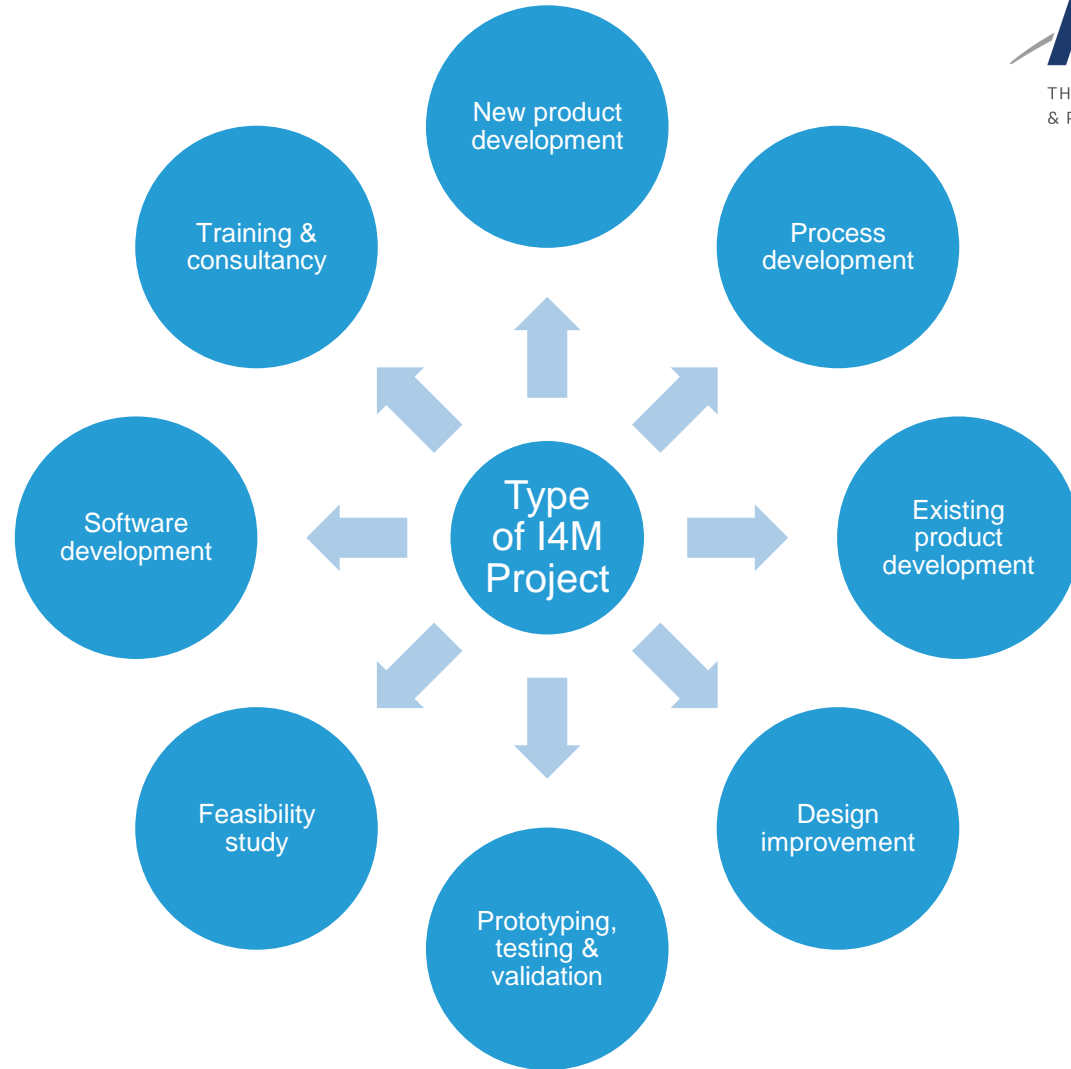 TH
& F
New product
development
Process
development
Existing
product
development
Design
improvement
Prototyping,
testing &
validation
Feasibility
study
Software
development
Training &
consultancy
Type
of I4M
Project